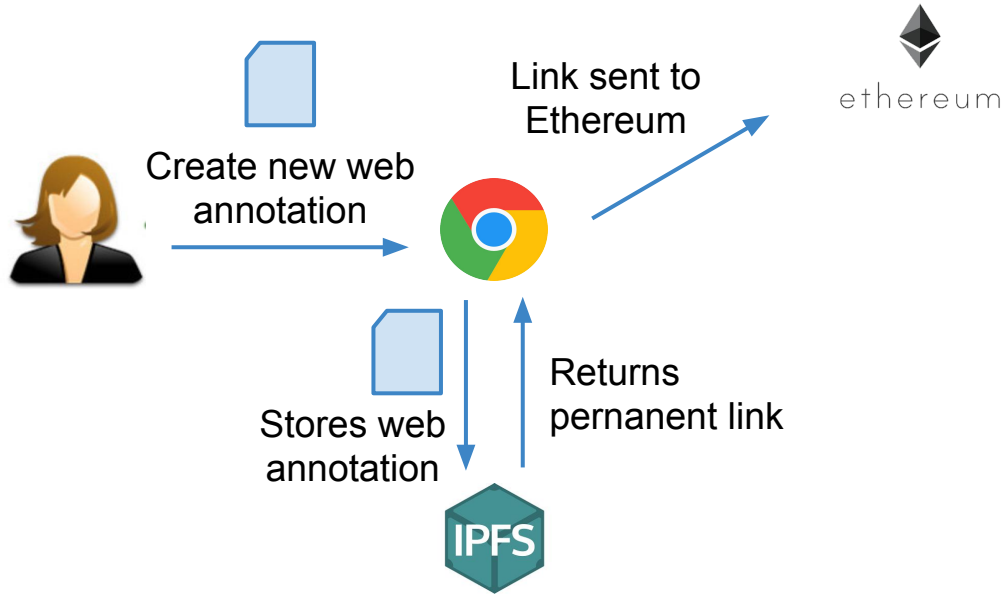 Link sent to
Ethereum
ethereum
Create new web
annotation
Stores web
annotation
Returns
pernanent link
IPFS